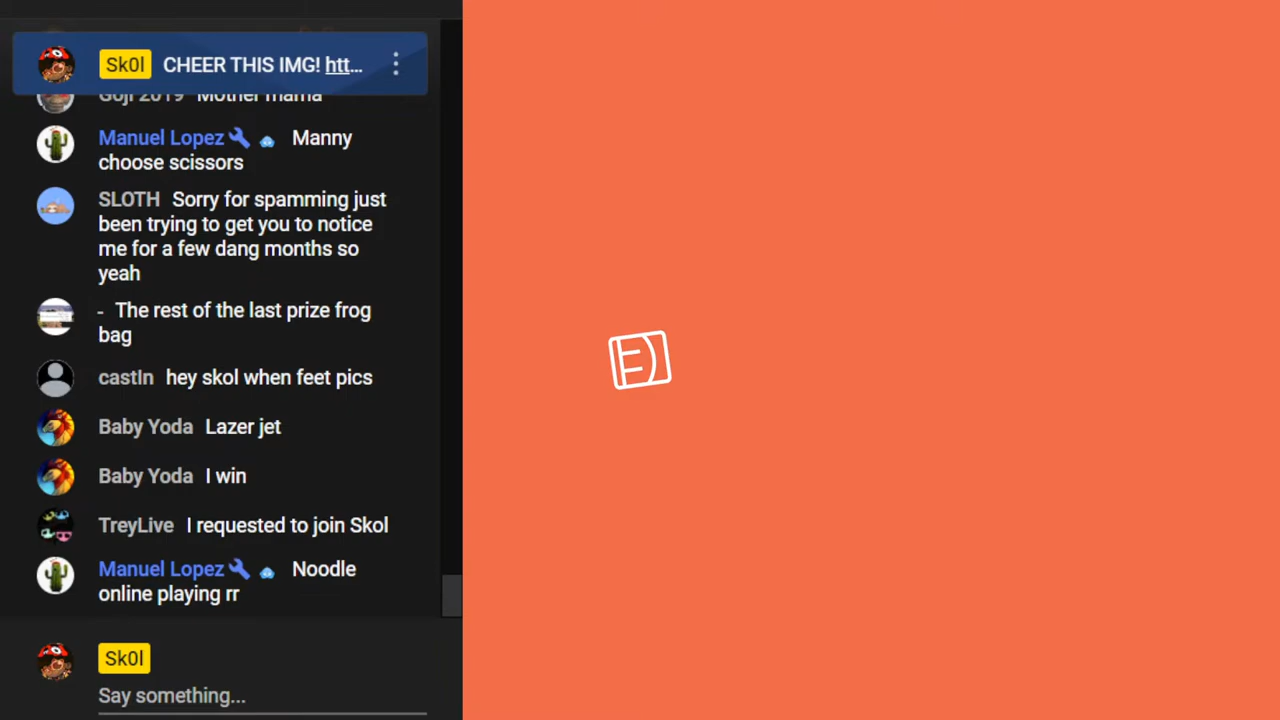 Sk0l CHEER THIS IMG! htt...
Goji 2019 Mother mama
Manuel Lopez Manny
choose scissors
SLOTH Sorry for spamming just
been trying to get you to notice
me for a few dang months so
yeah
- The rest of the last prize frog
bag
castIn hey skol when feet pics
Baby Yoda Lazer jet
Baby Yoda I win
TreyLive I requested to join Skol
Manuel Lopez Noodle
online playing rr
Sk0l
Say something...